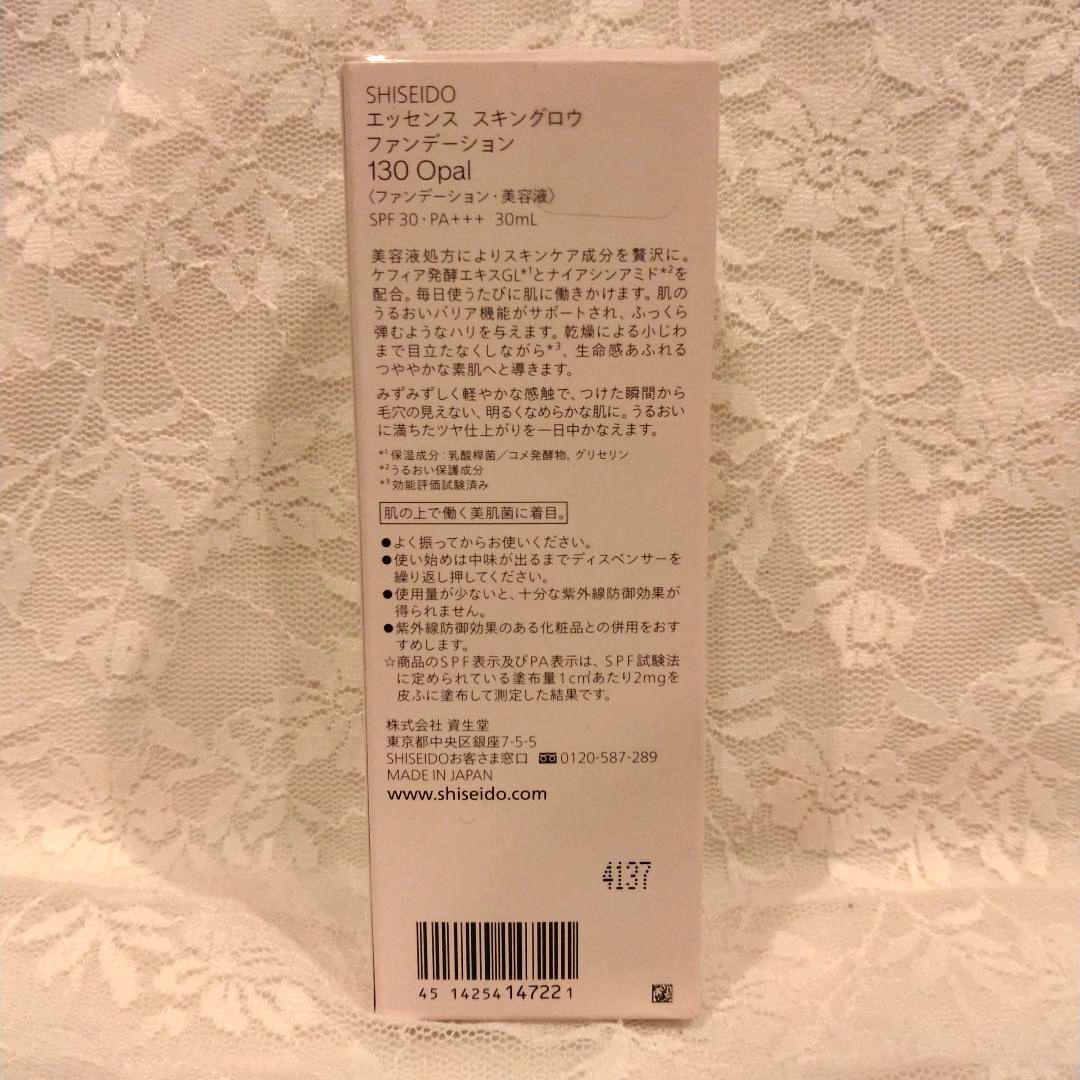 SHISEIDO
エッセンス スキングロウ
ファンデーション
130 Opal
〈ファンデーション・美容液〉
SPF 30・PA+++ 30mL
美容液処方によりスキンケア成分を贅沢に。
ケフィア発酵エキスGL*1とナイアシンアミド*2を
配合。毎日使うたびに肌に働きかけます。肌の
うるおいバリア機能がサポートされ、ふっくら
弾むようなハリを与えます。乾燥による小じわ
まで目立たなくしながら*3、生命感あふれる
つややかな素肌へと導きます。
みずみずしく軽やかな感触で、つけた瞬間から
毛穴の見えない、明るくなめらかな肌に。うるおい
に満ちたツヤ仕上がりを一日中かなえます。
*1 保湿成分：乳酸桿菌／コメ発酵物, グリセリン
*2 うるおい保護成分
*3 効能評価試験済み
肌の上で働く美肌菌に着目。
●よく振ってからお使いください。
●使い始めは中味が出るまでディスペンサーを
繰り返し押してください。
●使用量が少ないと、十分な紫外線防御効果が
得られません。
●紫外線防御効果のある化粧品との併用をおす
すめします。
☆商品のSPF表示及びPA表示は、SPF試験法
に定められている塗布量1c㎡あたり2mgを
皮ふに塗布して測定した結果です。
株式会社 資生堂
東京都中央区銀座7-5-5
SHISEIDOお客さま窓口 0120-587-289
MADE IN JAPAN
www.shiseido.com
4137
45 14254 14722 1